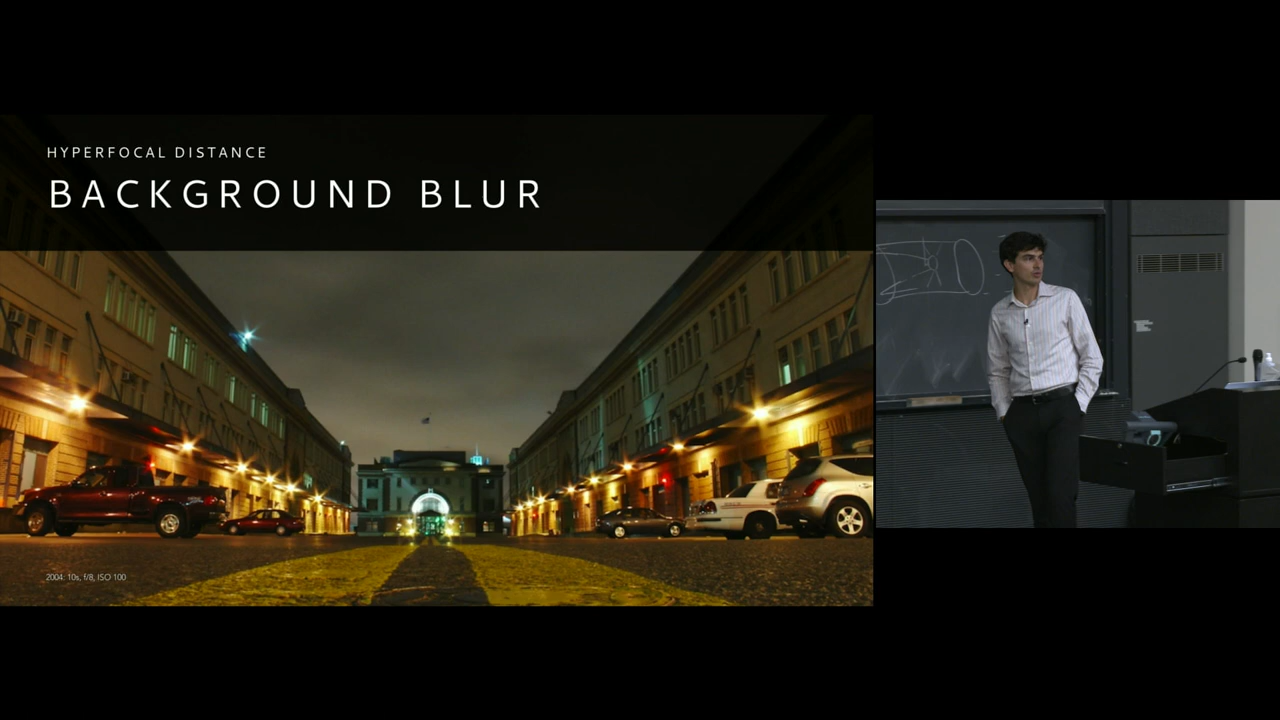 HYPERFOCAL DISTANCE
BACKGROUND BLUR
2004: 10s, f/8, ISO 100